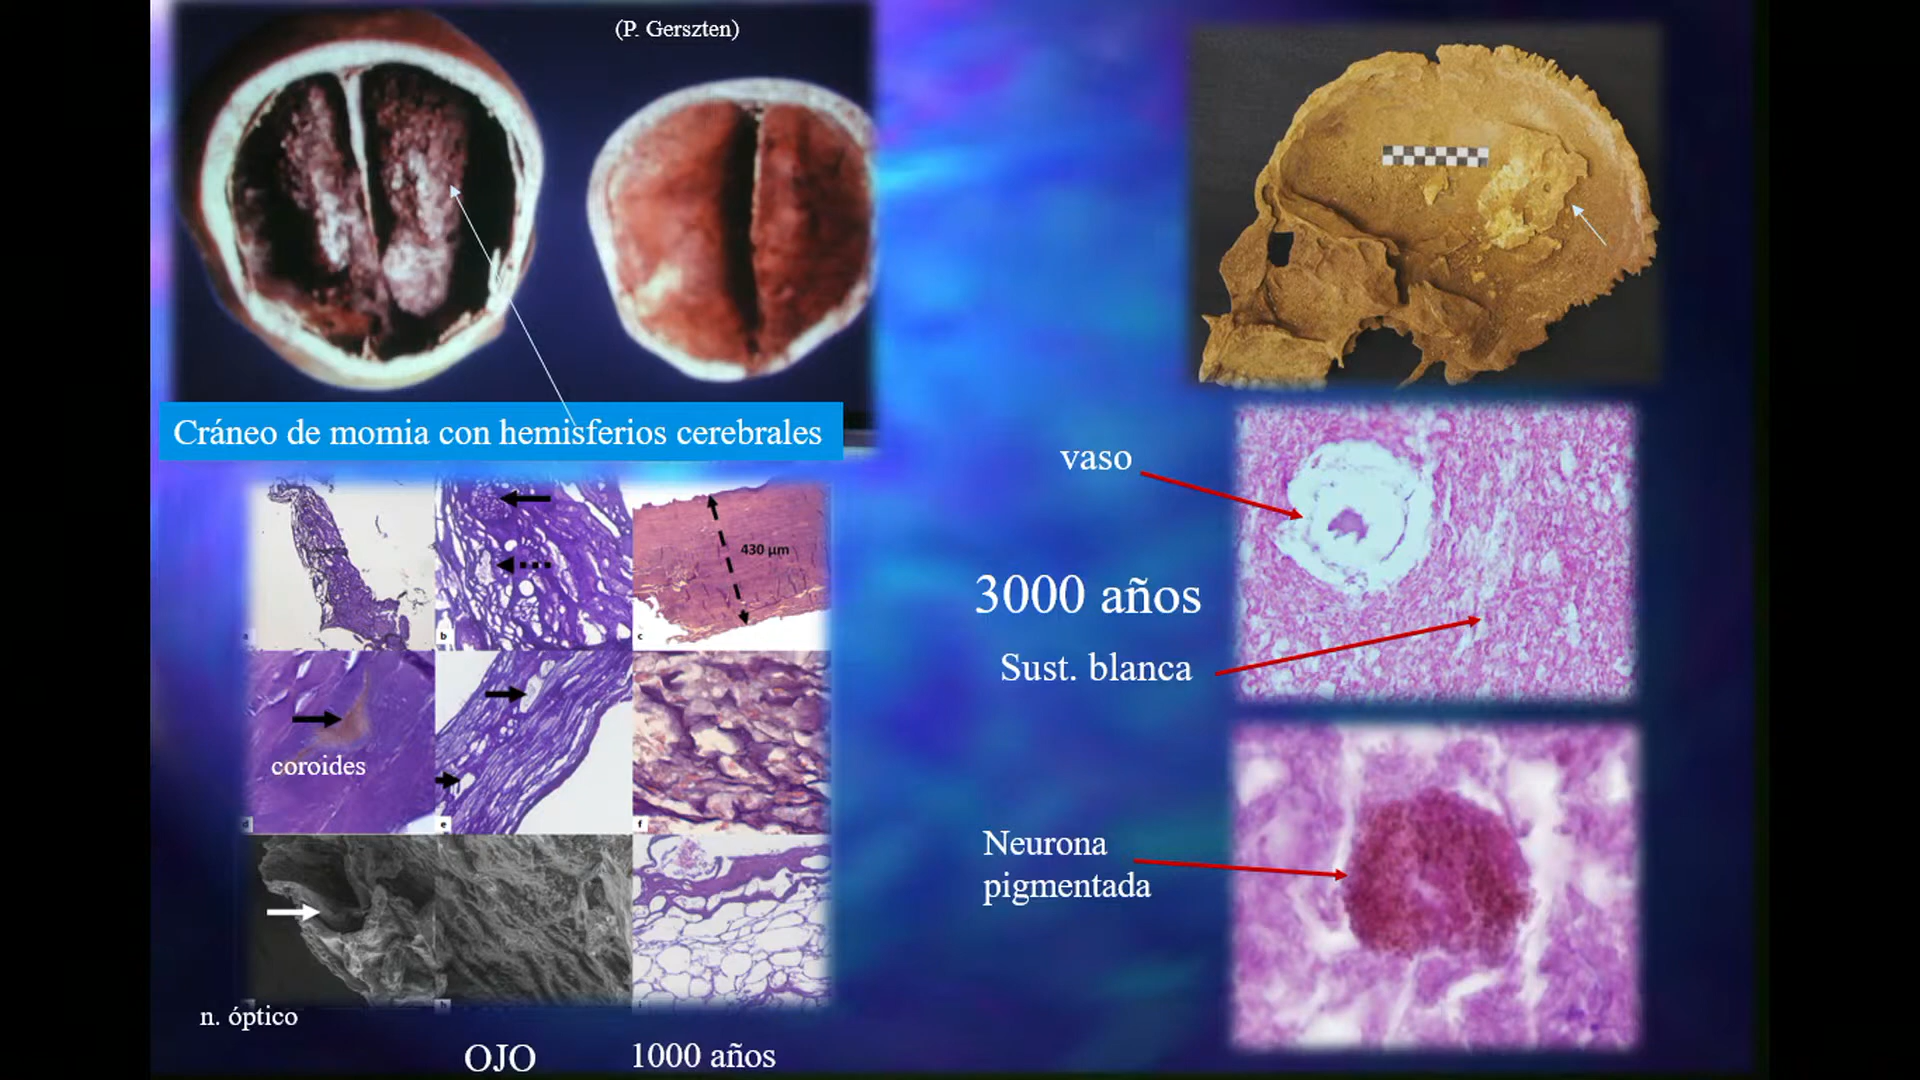 (P. Gerszten)
Cráneo de momia con hemisferios cerebrales
vaso
3000 años
Sust. blanca
Neurona
pigmentada
a
b
c
430 µm
d
coroides
e
f
h
n. óptico
OJO
1000 años